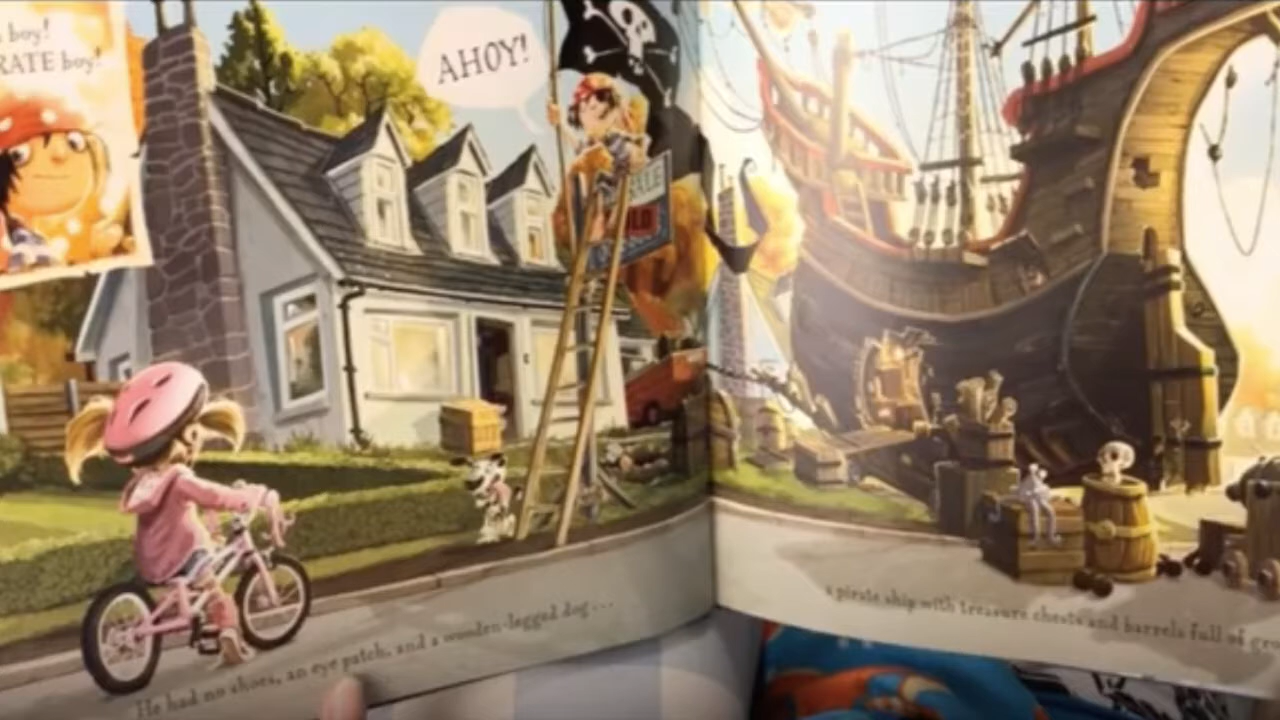 boy!
RATE boy!
AHOY!
He had no shoes, an eye patch, and a wooden-legged dog...
a pirate ship with treasure chests and barrels full of